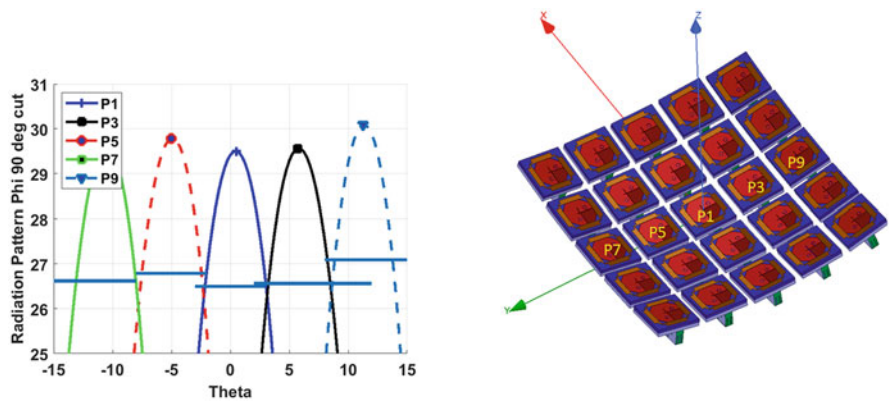 Radiation Pattern Phi 90 deg cut
31
30
29
28
27
26
25
P1
P3
P5
P7
P9
-15 -10 -5 0 5 10 15
Theta
X
Z
P9
P3
P1
P5
P7
Y